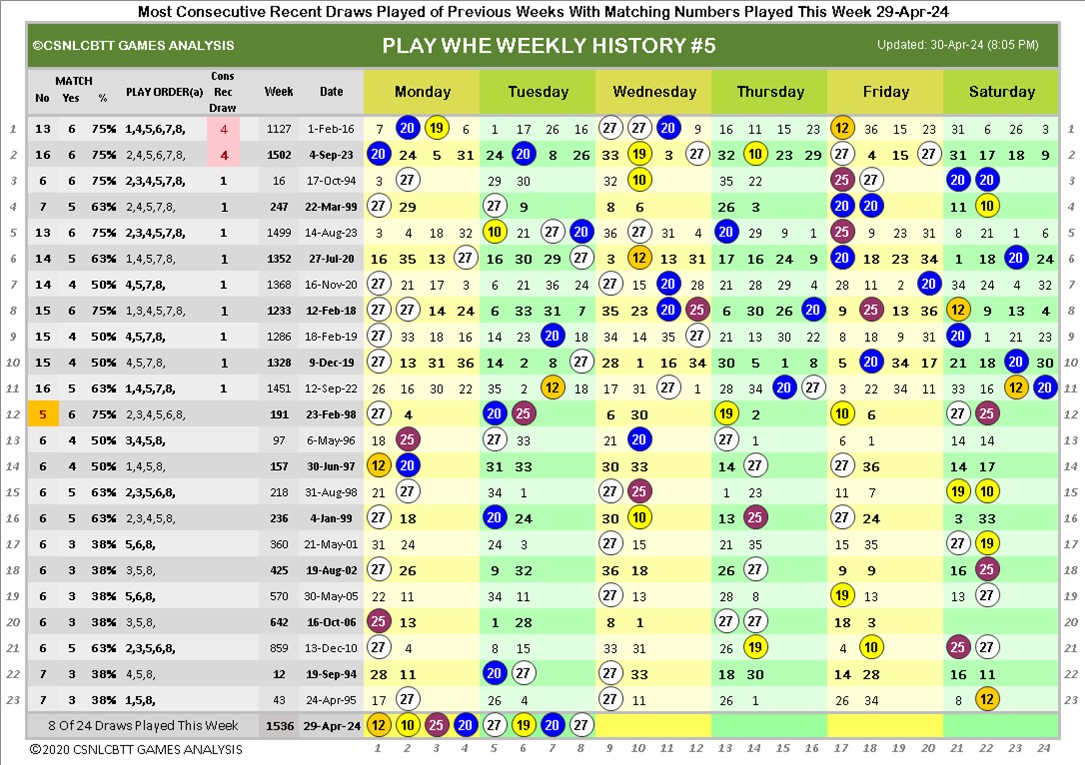 Most Consecutive Recent Draws Played of Previous Weeks With Matching Numbers Played This Week 29-Apr-24
©CSNLCBTT GAMES ANALYSIS PLAY WHE WEEKLY HISTORY #5 Updated: 30-Apr-24 (8:05 PM)
No MATCH Yes % PLAY ORDER(a) Cons Rec Draw Week Date Monday Tuesday Wednesday Thursday Friday Saturday
1 13 6 75% 1,4,5,6,7,8, 4 1127 1-Feb-16 7 20 19 6 1 17 26 16 27 27 11 9 16 11 15 23 12 36 15 23 31 6 26 3 1
2 16 6 75% 2,4,5,6,7,8, 4 1502 4-Sep-23 20 24 5 31 24 20 8 26 33 10 3 12 32 10 23 29 27 4 15 27 31 17 18 9 2
3 6 6 75% 2,3,4,5,7,8, 1 16 17-Oct-94 3 27 29 30 32 10 35 22 25 27 20 20 3
4 7 5 63% 2,4,5,7,8, 1 247 22-Mar-99 27 29 27 9 8 6 26 3 20 20 11 10 4
5 13 6 75% 2,3,4,5,7,8, 1 1499 14-Aug-23 3 4 18 32 10 21 27 20 36 27 31 4 20 29 9 1 25 9 23 31 8 21 1 6 5
6 14 5 63% 1,4,5,7,8, 1 1352 27-Jul-20 16 35 13 27 16 30 29 27 3 12 13 31 17 16 24 9 20 18 23 34 1 18 20 24 6
7 14 4 50% 4,5,7,8, 1 1368 16-Nov-20 27 21 17 3 6 21 36 24 27 15 20 28 21 28 29 4 28 11 2 20 34 24 4 32 7
8 15 6 75% 1,3,4,5,7,8, 1 1233 12-Feb-18 27 27 14 24 6 33 31 7 35 23 20 25 6 30 26 20 9 25 13 36 12 9 13 4 8
9 15 4 50% 4,5,7,8, 1 1286 18-Feb-19 27 33 18 16 14 23 20 18 34 14 35 27 21 13 30 22 8 18 9 31 20 1 21 23 9
10 15 4 50% 4,5,7,8, 1 1328 9-Dec-19 27 13 31 36 14 2 8 27 28 1 16 34 30 5 1 8 5 20 34 17 21 18 20 30 10
11 16 5 63% 1,4,5,7,8, 1 1451 12-Sep-22 26 16 30 22 35 2 12 18 17 31 27 1 28 34 20 27 3 22 34 11 33 16 12 20 11
12 5 6 75% 2,3,4,5,6,8, 191 23-Feb-98 27 4 20 25 6 30 19 2 10 6 27 25 12
13 6 4 50% 3,4,5,8, 97 6-May-96 18 25 27 33 21 20 27 1 6 1 14 14 13
14 6 4 50% 1,4,5,8, 157 30-Jun-97 12 20 31 33 30 33 14 27 27 36 14 17 14
15 6 5 63% 2,3,5,6,8, 218 31-Aug-98 21 27 34 1 27 25 1 23 11 7 19 10 15
16 6 5 63% 2,3,4,5,8, 236 4-Jan-99 27 18 20 24 30 10 13 25 27 24 3 33 16
17 6 3 38% 5,6,8, 360 21-May-01 31 24 24 3 27 15 21 35 15 35 27 19 17
18 6 3 38% 3,5,8, 425 19-Aug-02 27 26 9 32 36 18 26 27 9 9 16 25 18
19 6 3 38% 5,6,8, 570 30-May-05 22 11 34 11 27 13 28 8 19 13 13 27 19
20 6 3 38% 3,5,8, 642 16-Oct-06 25 13 1 28 8 1 27 27 18 3 20
21 6 5 63% 2,3,5,6,8, 859 13-Dec-10 27 4 8 15 33 31 26 19 4 10 25 27 21
22 7 3 38% 4,5,8, 12 19-Sep-94 28 11 20 27 27 33 18 30 14 28 16 11 22
23 7 3 38% 1,5,8, 43 24-Apr-95 17 27 26 4 27 11 26 1 26 34 8 12 23
8 Of 24 Draws Played This Week 1536 29-Apr-24 12 10 25 20 27 19 20 27
©2020 CSNLCBTT GAMES ANALYSIS 1 2 3 4 5 6 7 8 9 10 11 12 13 14 15 16 17 18 19 20 21 22 23 24